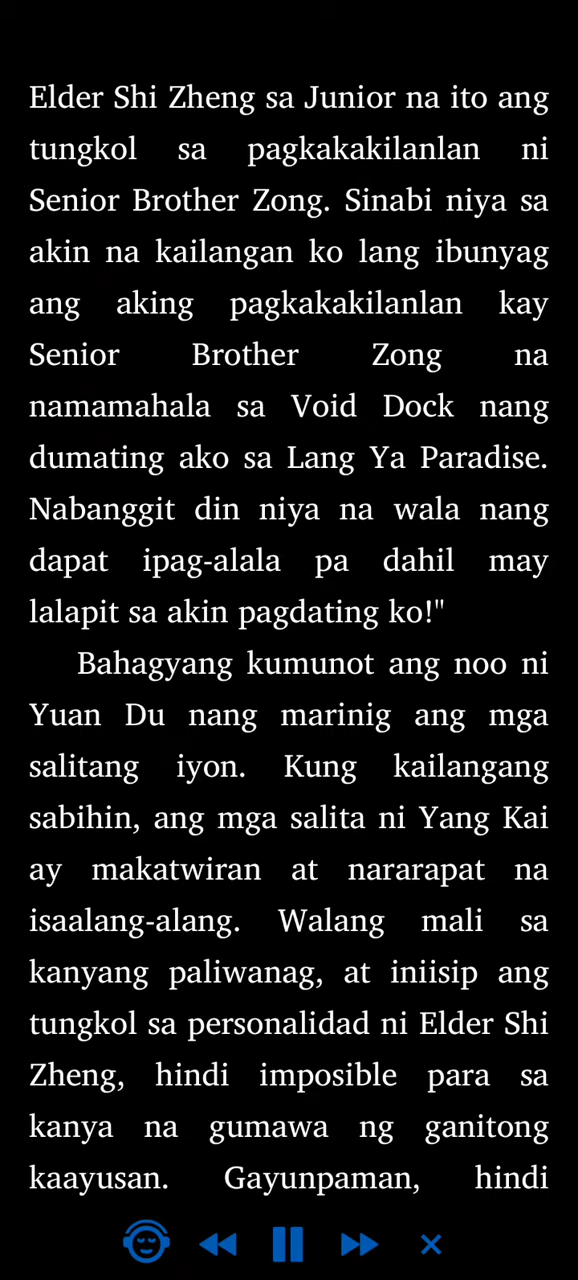 Elder Shi Zheng sa Junior na ito ang
tungkol sa pagkakakilanlan ni
Senior Brother Zong. Sinabi niya sa
akin na kailangan ko lang ibunyag
ang aking pagkakakilanlan kay
Senior Brother Zong na
namamahala sa Void Dock nang
dumating ako sa Lang Ya Paradise.
Nabanggit din niya na wala nang
dapat ipag-alala pa dahil may
lalapit sa akin pagdating ko!"
Bahagyang kumunot ang noo ni
Yuan Du nang marinig ang mga
salitang iyon. Kung kailangang
sabihin, ang mga salita ni Yang Kai
ay makatwiran at nararapat na
isaalang-alang. Walang mali sa
kanyang paliwanag, at iniisip ang
tungkol sa personalidad ni Elder Shi
Zheng, hindi imposible para sa
kanya na gumawa ng ganitong
kaayusan. Gayunpaman, hindi